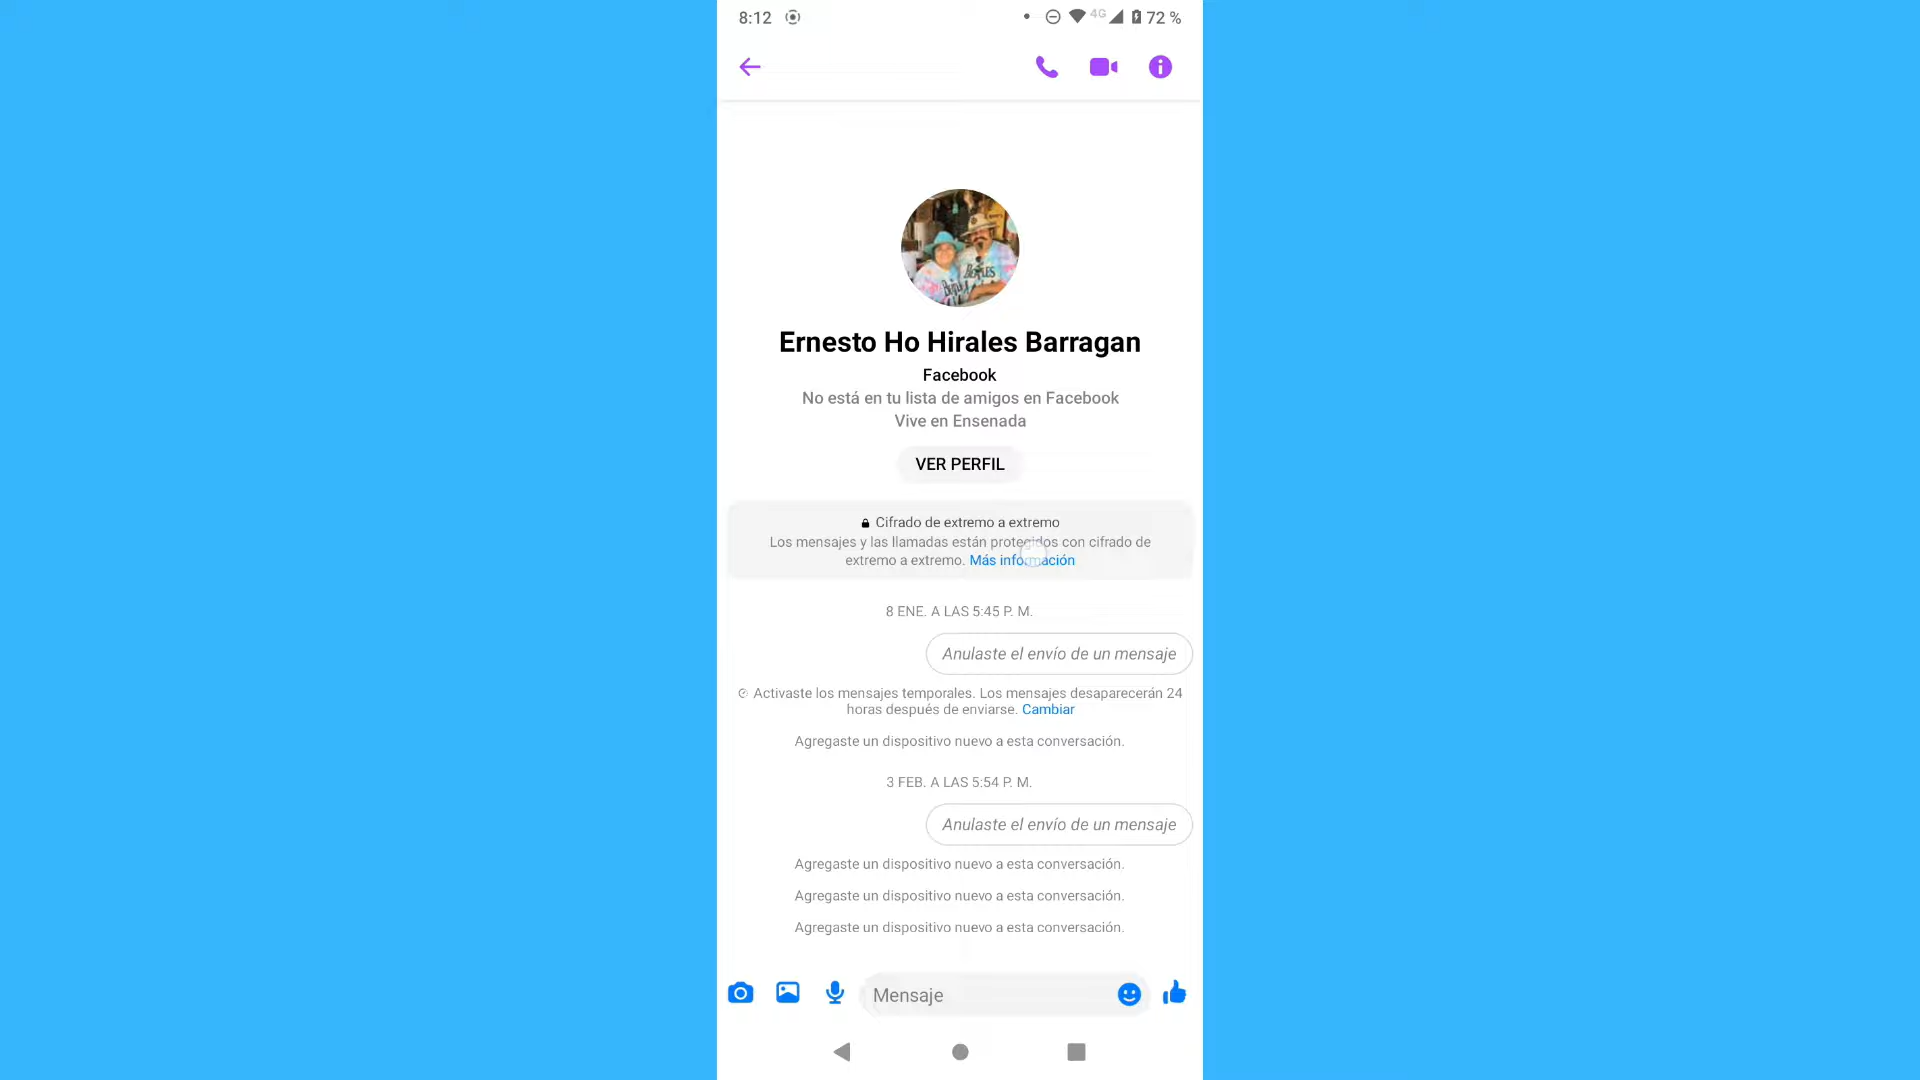 8:12
4G
72 %
BEATLES
Ernesto Ho Hirales Barragan
Facebook
No está en tu lista de amigos en Facebook
Vive en Ensenada
VER PERFIL
Cifrado de extremo a extremo
Los mensajes y las llamadas están protegidos con cifrado de
extremo a extremo. Más información
8 ENE. A LAS 5:45 P. M.
Anulaste el envío de un mensaje
Activaste los mensajes temporales. Los mensajes desaparecerán 24
horas después de enviarse. Cambiar
Agregaste un dispositivo nuevo a esta conversación.
3 FEB. A LAS 5:54 P. M.
Anulaste el envío de un mensaje
Agregaste un dispositivo nuevo a esta conversación.
Agregaste un dispositivo nuevo a esta conversación.
Agregaste un dispositivo nuevo a esta conversación.
Mensaje